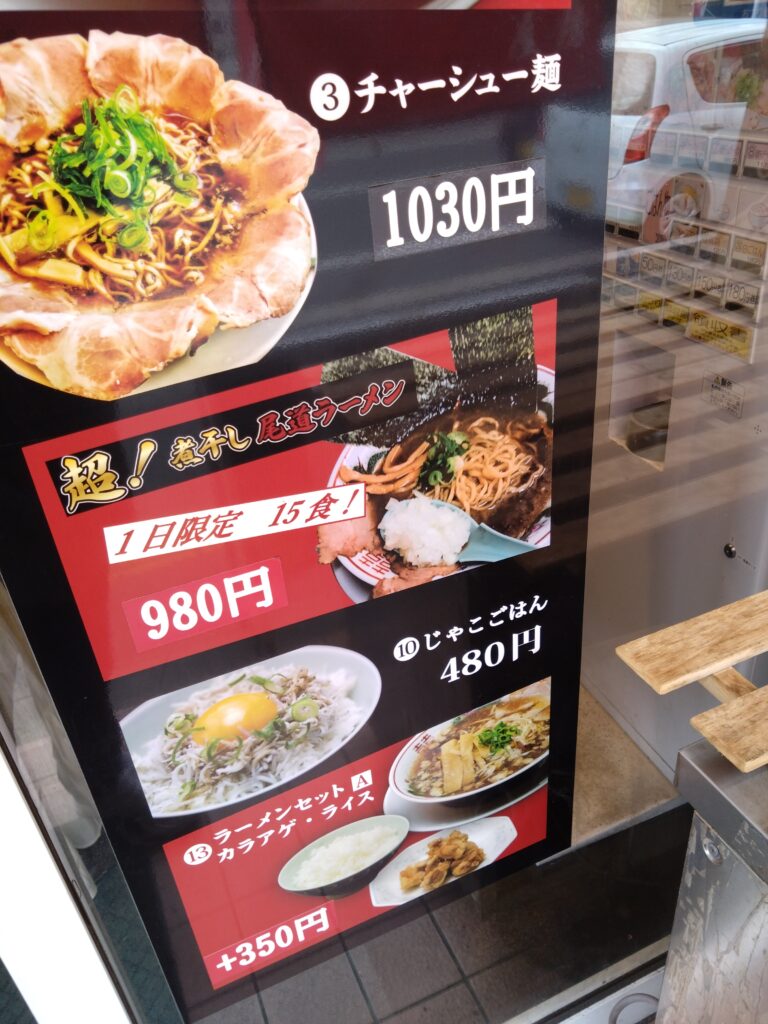 ③チャーシュー麺
1030円
超!煮干し尾道ラーメン
1日限定 15食!
980円
⑩じゃこごはん
480円
⑬ラーメンセットA
カラアゲ・ライス
+350円